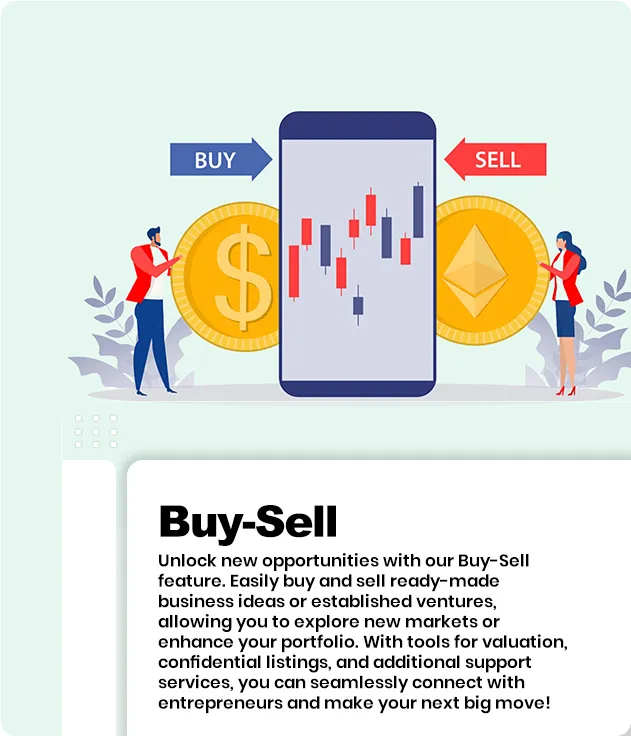 BUY
SELL
Buy-Sell
Unlock new opportunities with our Buy-Sell
feature. Easily buy and sell ready-made
business ideas or established ventures,
allowing you to explore new markets or
enhance your portfolio. With tools for valuation,
confidential listings, and additional support
services, you can seamlessly connect with
entrepreneurs and make your next big move!